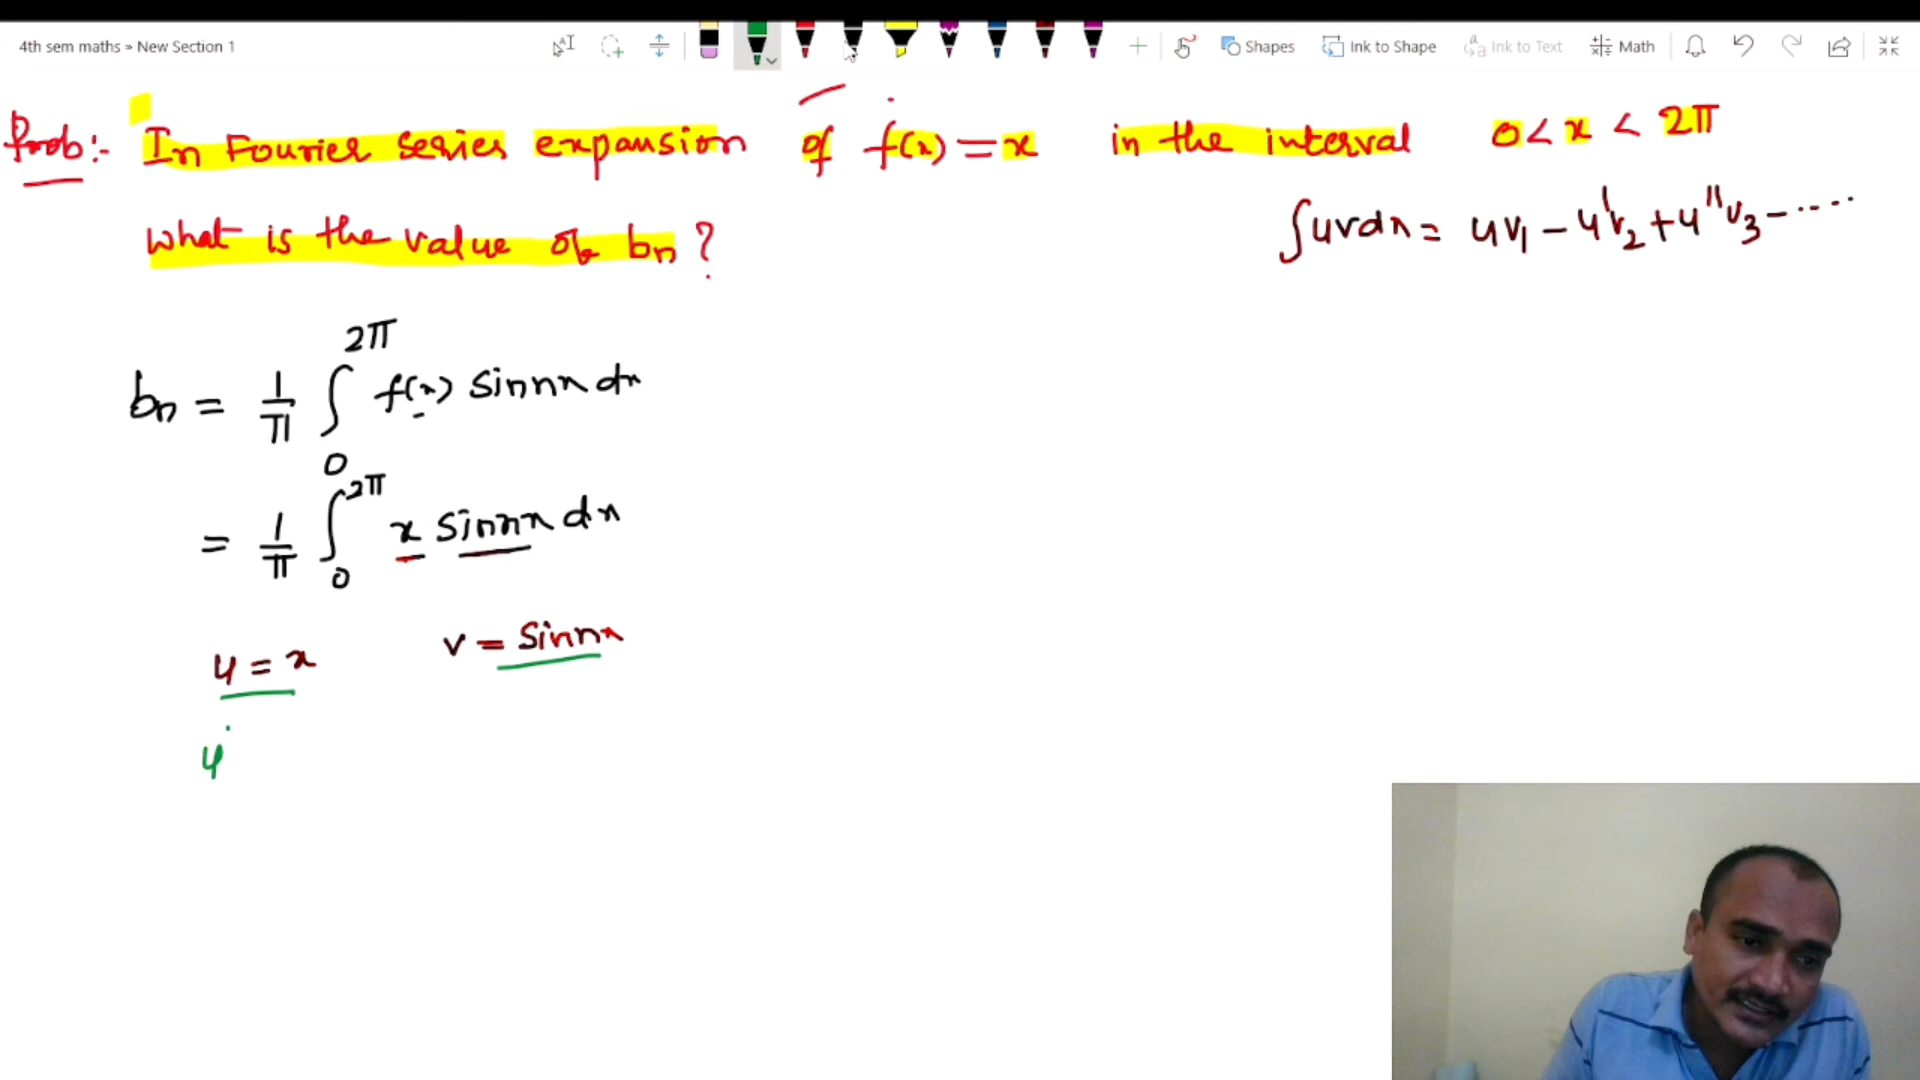 4th sem maths » New Section 1
Shapes Ink to Shape Ink to Text Math
Prob:- In Fourier series expansion of f(x) = x in the interval 0 < x < 2π
What is the value of bn ?
∫uvdx = uv1 - u'v2 + u''v3 - ......
bn = 1/π ∫0^2π f(x) sinnx dx
= 1/π ∫0^2π x sinnx dx
u = x v = sinnx
u